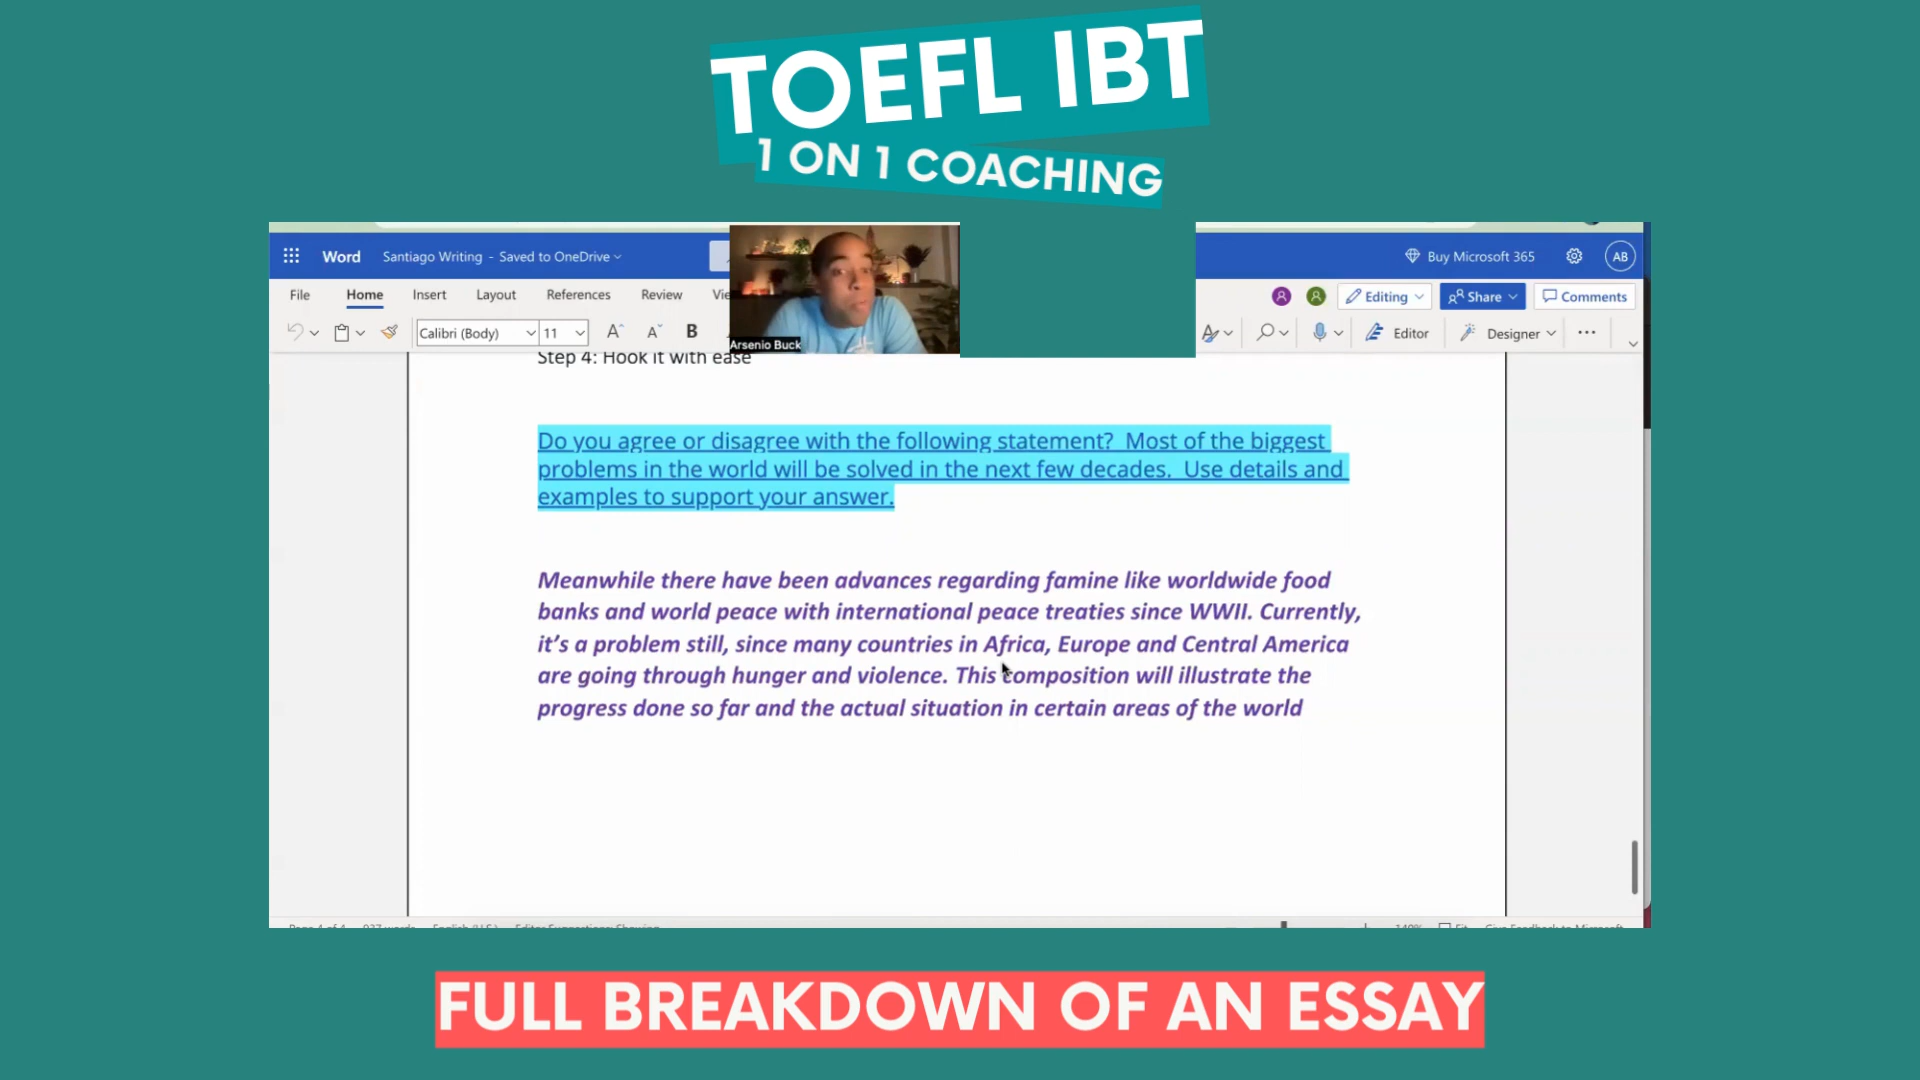 TOEFL IBT
1 ON 1 COACHING
Word
Santiago Writing - Saved to OneDrive
Buy Microsoft 365
AB
File
Home
Insert
Layout
References
Review
Editing
Share
Comments
Calibri (Body)
11
B
Editor
Designer
Arsenio Buck
Step 4: Hook it with ease
Do you agree or disagree with the following statement? Most of the biggest
problems in the world will be solved in the next few decades. Use details and
examples to support your answer.
Meanwhile there have been advances regarding famine like worldwide food
banks and world peace with international peace treaties since WWII. Currently,
it’s a problem still, since many countries in Africa, Europe and Central America
are going through hunger and violence. This composition will illustrate the
progress done so far and the actual situation in certain areas of the world
FULL BREAKDOWN OF AN ESSAY